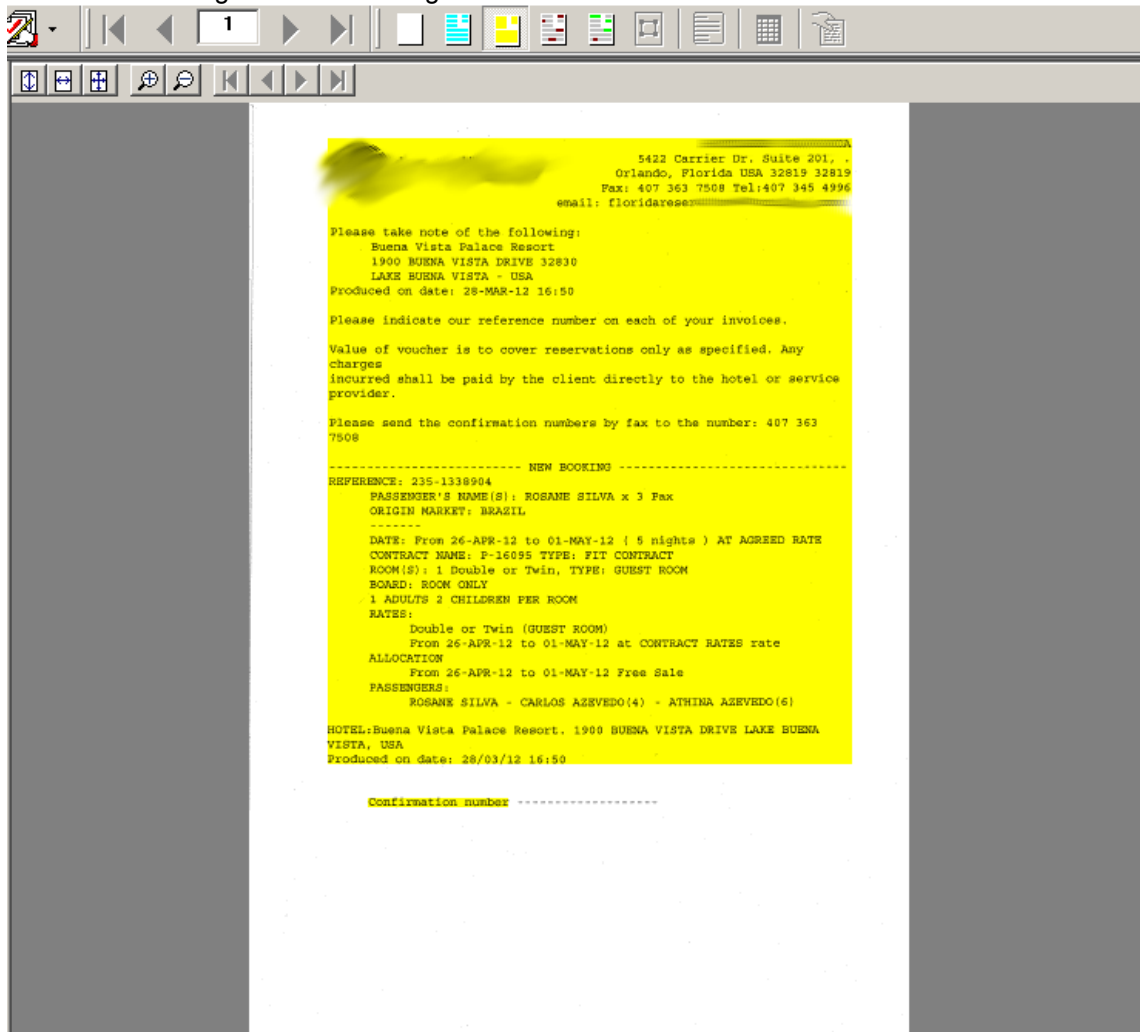 1
5422 Carrier Dr. Suite 201, .
Orlando, Florida USA 32819 32819
Fax: 407 363 7508 Tel:407 345 4996
email: floridarese
Please take note of the following:
Buena Vista Palace Resort
1900 BUENA VISTA DRIVE 32830
LAKE BUENA VISTA - USA
Produced on date: 28-MAR-12 16:50
Please indicate our reference number on each of your invoices.
Value of voucher is to cover reservations only as specified. Any
charges
incurred shall be paid by the client directly to the hotel or service
provider.
Please send the confirmation numbers by fax to the number: 407 363
7508
-------------------------- NEW BOOKING ------------------------------
REFERENCE: 235-1338904
PASSENGER'S NAME(S): ROSANE SILVA x 3 Pax
ORIGIN MARKET: BRAZIL
-------
DATE: From 26-APR-12 to 01-MAY-12 ( 5 nights ) AT AGREED RATE
CONTRACT NAME: P-16095 TYPE: FIT CONTRACT
ROOM(S): 1 Double or Twin, TYPE: GUEST ROOM
BOARD: ROOM ONLY
1 ADULTS 2 CHILDREN PER ROOM
RATES:
Double or Twin (GUEST ROOM)
From 26-APR-12 to 01-MAY-12 at CONTRACT RATES rate
ALLOCATION
From 26-APR-12 to 01-MAY-12 Free Sale
PASSENGERS:
ROSANE SILVA - CARLOS AZEVEDO(4) - ATHINA AZEVEDO(6)
HOTEL:Buena Vista Palace Resort. 1900 BUENA VISTA DRIVE LAKE BUENA
VISTA, USA
Produced on date: 28/03/12 16:50
Confirmation number -------------------